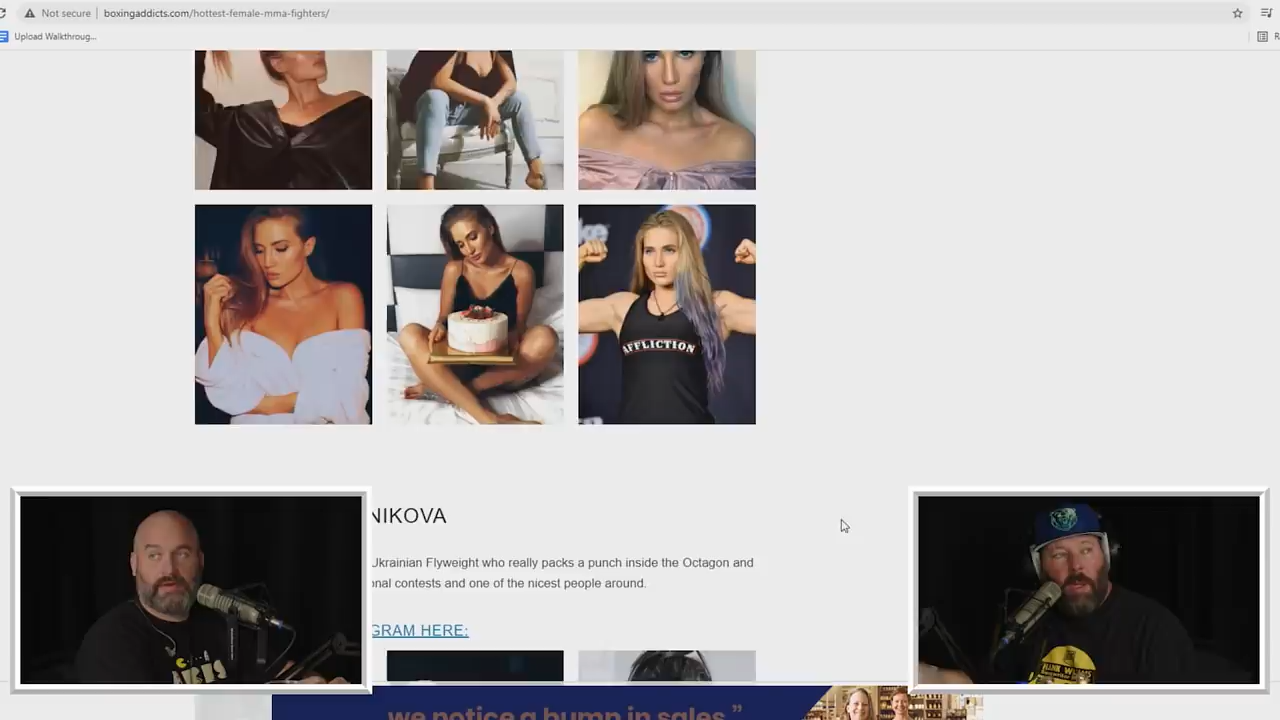 Not secure | boxingaddicts.com/hottest-female-mma-fighters/
Upload Walkthroug...
R
AFFLICTION
NIKOVA
Ukrainian Flyweight who really packs a punch inside the Octagon and
onal contests and one of the nicest people around.
GRAM HERE:
we notice a bump in sales."